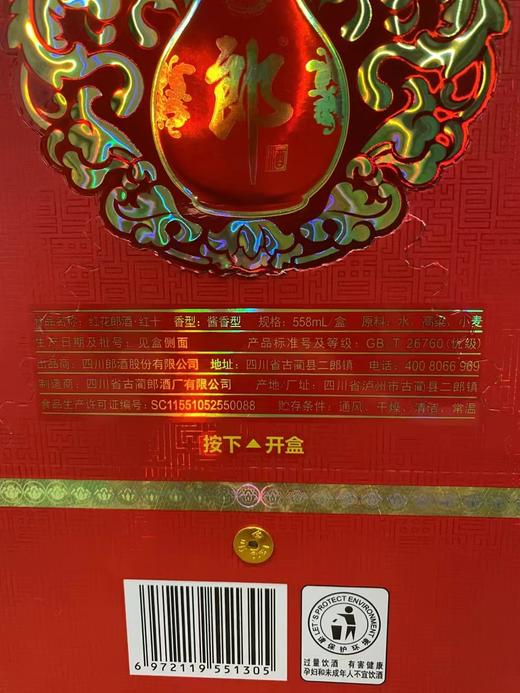 郎
酒
食品名称：红花郎酒·红十 香型：酱香型 规格：558mL/盒 原料：水、高粱、小麦
生产日期及批号：见盒侧面 产品标准号及等级：GB/T 26760(优级)
出品商：四川郎酒股份有限公司 地址：四川省古蔺县二郎镇 电话：400 8066 969
制造商：四川省古蔺郎酒厂有限公司 产地/厂址：四川省泸州市古蔺县二郎镇
食品生产许可证编号：SC11551052550088 贮存条件：通风、干燥、清洁、常温
按下▲开盒
6 972119 551305
LET'S PROTECT ENVIRONMENT
请保护环境
过量饮酒 有害健康
孕妇和未成年人不宜饮酒